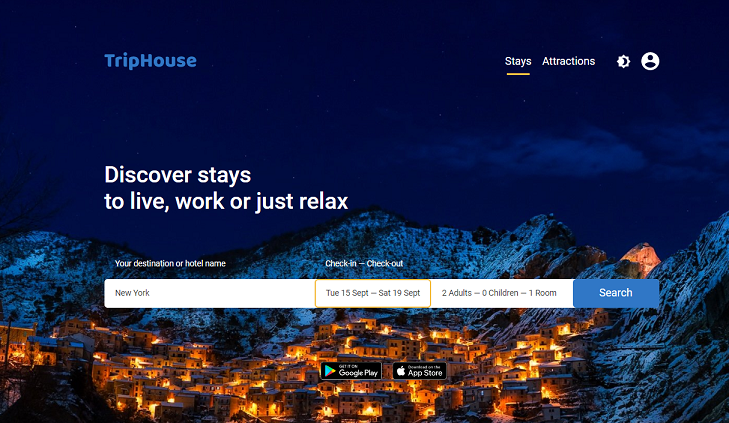 TripHouse
Stays
Attractions
Discover stays
to live, work or just relax
Your destination or hotel name
Check-in — Check-out
New York
Tue 15 Sept — Sat 19 Sept
2 Adults — 0 Children — 1 Room
Search
GET IT ON
Google Play
Download on the
App Store